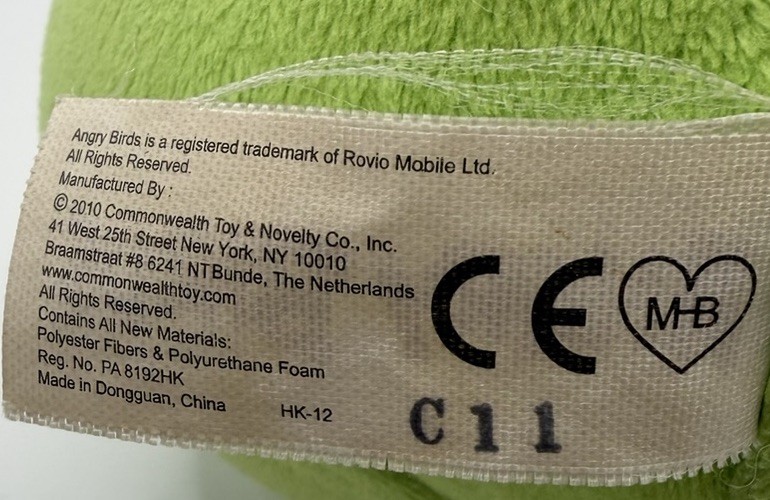 Angry Birds is a registered trademark of Rovio Mobile Ltd.
All Rights Reserved.
Manufactured By :
© 2010 Commonwealth Toy & Novelty Co., Inc.
41 West 25th Street New York, NY 10010
Braamstraat #8 6241 NT Bunde, The Netherlands
www.commonwealthtoy.com
All Rights Reserved.
Contains All New Materials:
Polyester Fibers & Polyurethane Foam
Reg. No. PA 8192HK
Made in Dongguan, China HK-12
CE
MHB
C11